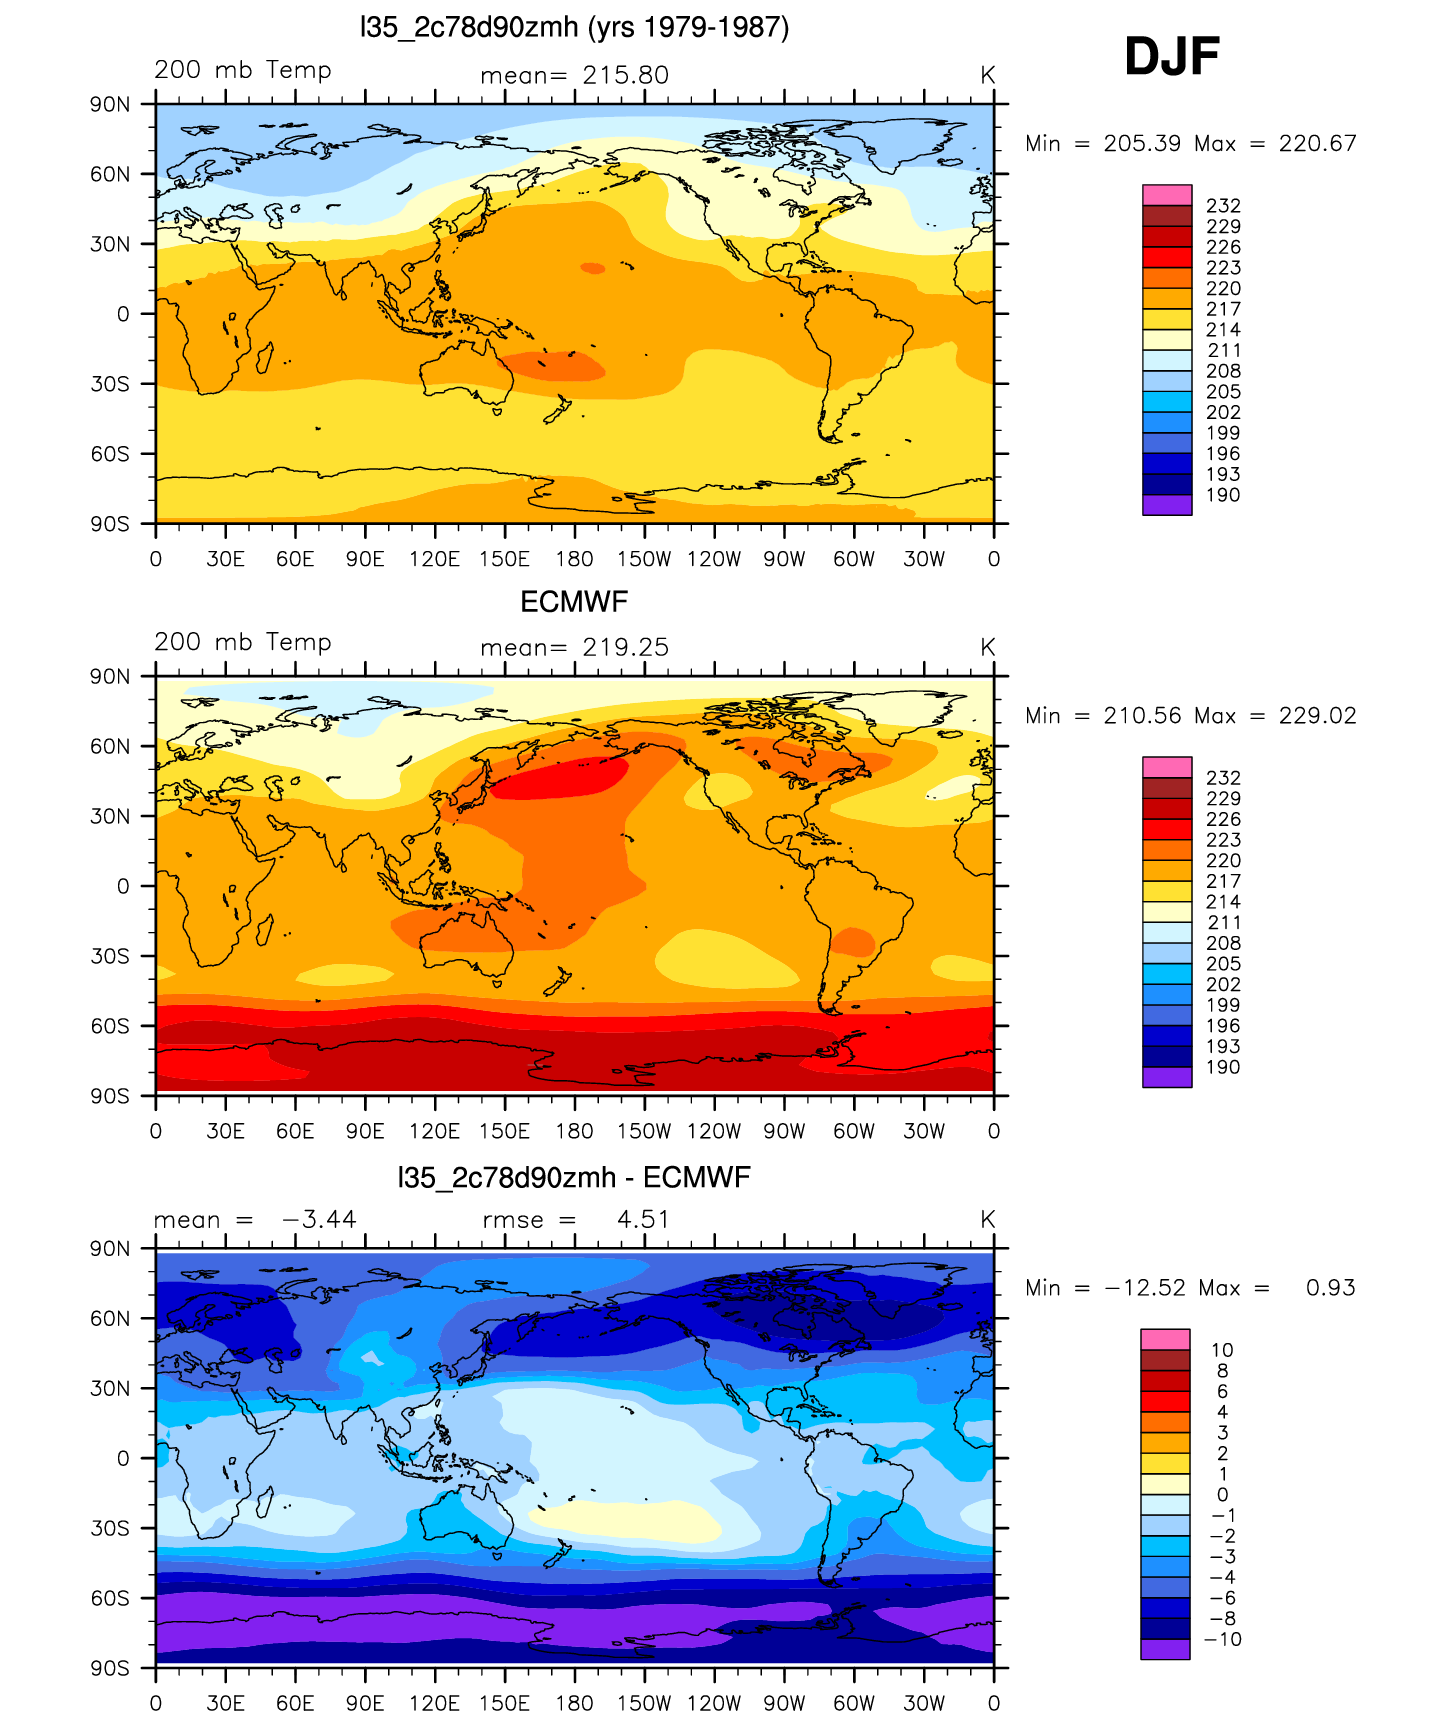 l35_2c78d90zmh (yrs 1979-1987)
DJF
200 mb Temp mean= 215.80 K
Min = 205.39 Max = 220.67
90N
60N
30N
0
30S
60S
90S
0 30E 60E 90E 120E 150E 180 150W 120W 90W 60W 30W 0
232
229
226
223
220
217
214
211
208
205
202
199
196
193
190
ECMWF
200 mb Temp mean= 219.25 K
Min = 210.56 Max = 229.02
90N
60N
30N
0
30S
60S
90S
0 30E 60E 90E 120E 150E 180 150W 120W 90W 60W 30W 0
232
229
226
223
220
217
214
211
208
205
202
199
196
193
190
l35_2c78d90zmh - ECMWF
mean = −3.44 rmse = 4.51 K
Min = −12.52 Max = 0.93
90N
60N
30N
0
30S
60S
90S
0 30E 60E 90E 120E 150E 180 150W 120W 90W 60W 30W 0
10
8
6
4
3
2
1
0
−1
−2
−3
−4
−6
−8
−10